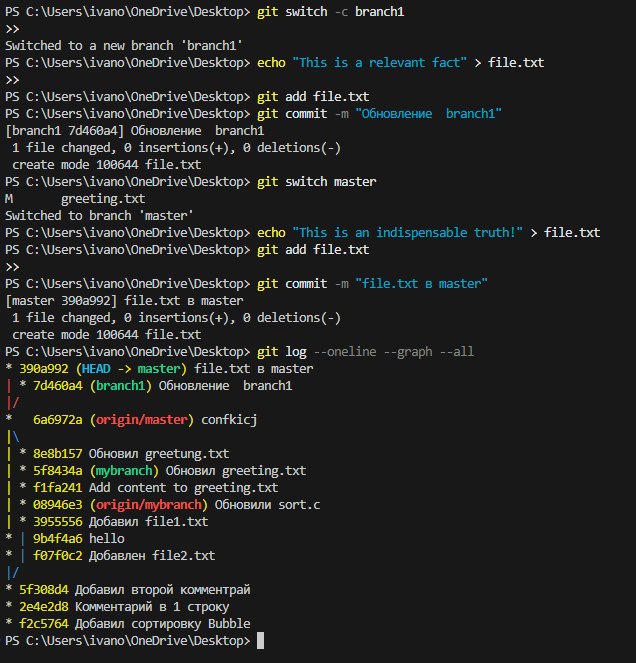 PS C:\Users\ivano\OneDrive\Desktop> git switch -c branch1
>>
Switched to a new branch 'branch1'
PS C:\Users\ivano\OneDrive\Desktop> echo "This is a relevant fact" > file.txt
>>
PS C:\Users\ivano\OneDrive\Desktop> git add file.txt
PS C:\Users\ivano\OneDrive\Desktop> git commit -m "Обновление  branch1"
[branch1 7d460a4] Обновление  branch1
 1 file changed, 0 insertions(+), 0 deletions(-)
 create mode 100644 file.txt
PS C:\Users\ivano\OneDrive\Desktop> git switch master
M       greeting.txt
Switched to branch 'master'
PS C:\Users\ivano\OneDrive\Desktop> echo "This is an indispensable truth!" > file.txt
PS C:\Users\ivano\OneDrive\Desktop> git add file.txt
>>
PS C:\Users\ivano\OneDrive\Desktop> git commit -m "file.txt в master"
[master 390a992] file.txt в master
 1 file changed, 0 insertions(+), 0 deletions(-)
 create mode 100644 file.txt
PS C:\Users\ivano\OneDrive\Desktop> git log --oneline --graph --all
* 390a992 (HEAD -> master) file.txt в master
| * 7d460a4 (branch1) Обновление  branch1
|/
*   6a6972a (origin/master) confkicj
|\
| * 8e8b157 Обновил greetung.txt
| * 5f8434a (mybranch) Обновил greeting.txt
| * f1fa241 Add content to greeting.txt
| * 08946e3 (origin/mybranch) Обновили sort.c
| * 3955556 Добавил file1.txt
* | 9b4f4a6 hello
* | f07f0c2 Добавлен file2.txt
|/
* 5f308d4 Добавил второй комментрай
* 2e4e2d8 Комментарий в 1 строку
* f2c5764 Добавил сортировку Bubble
PS C:\Users\ivano\OneDrive\Desktop>